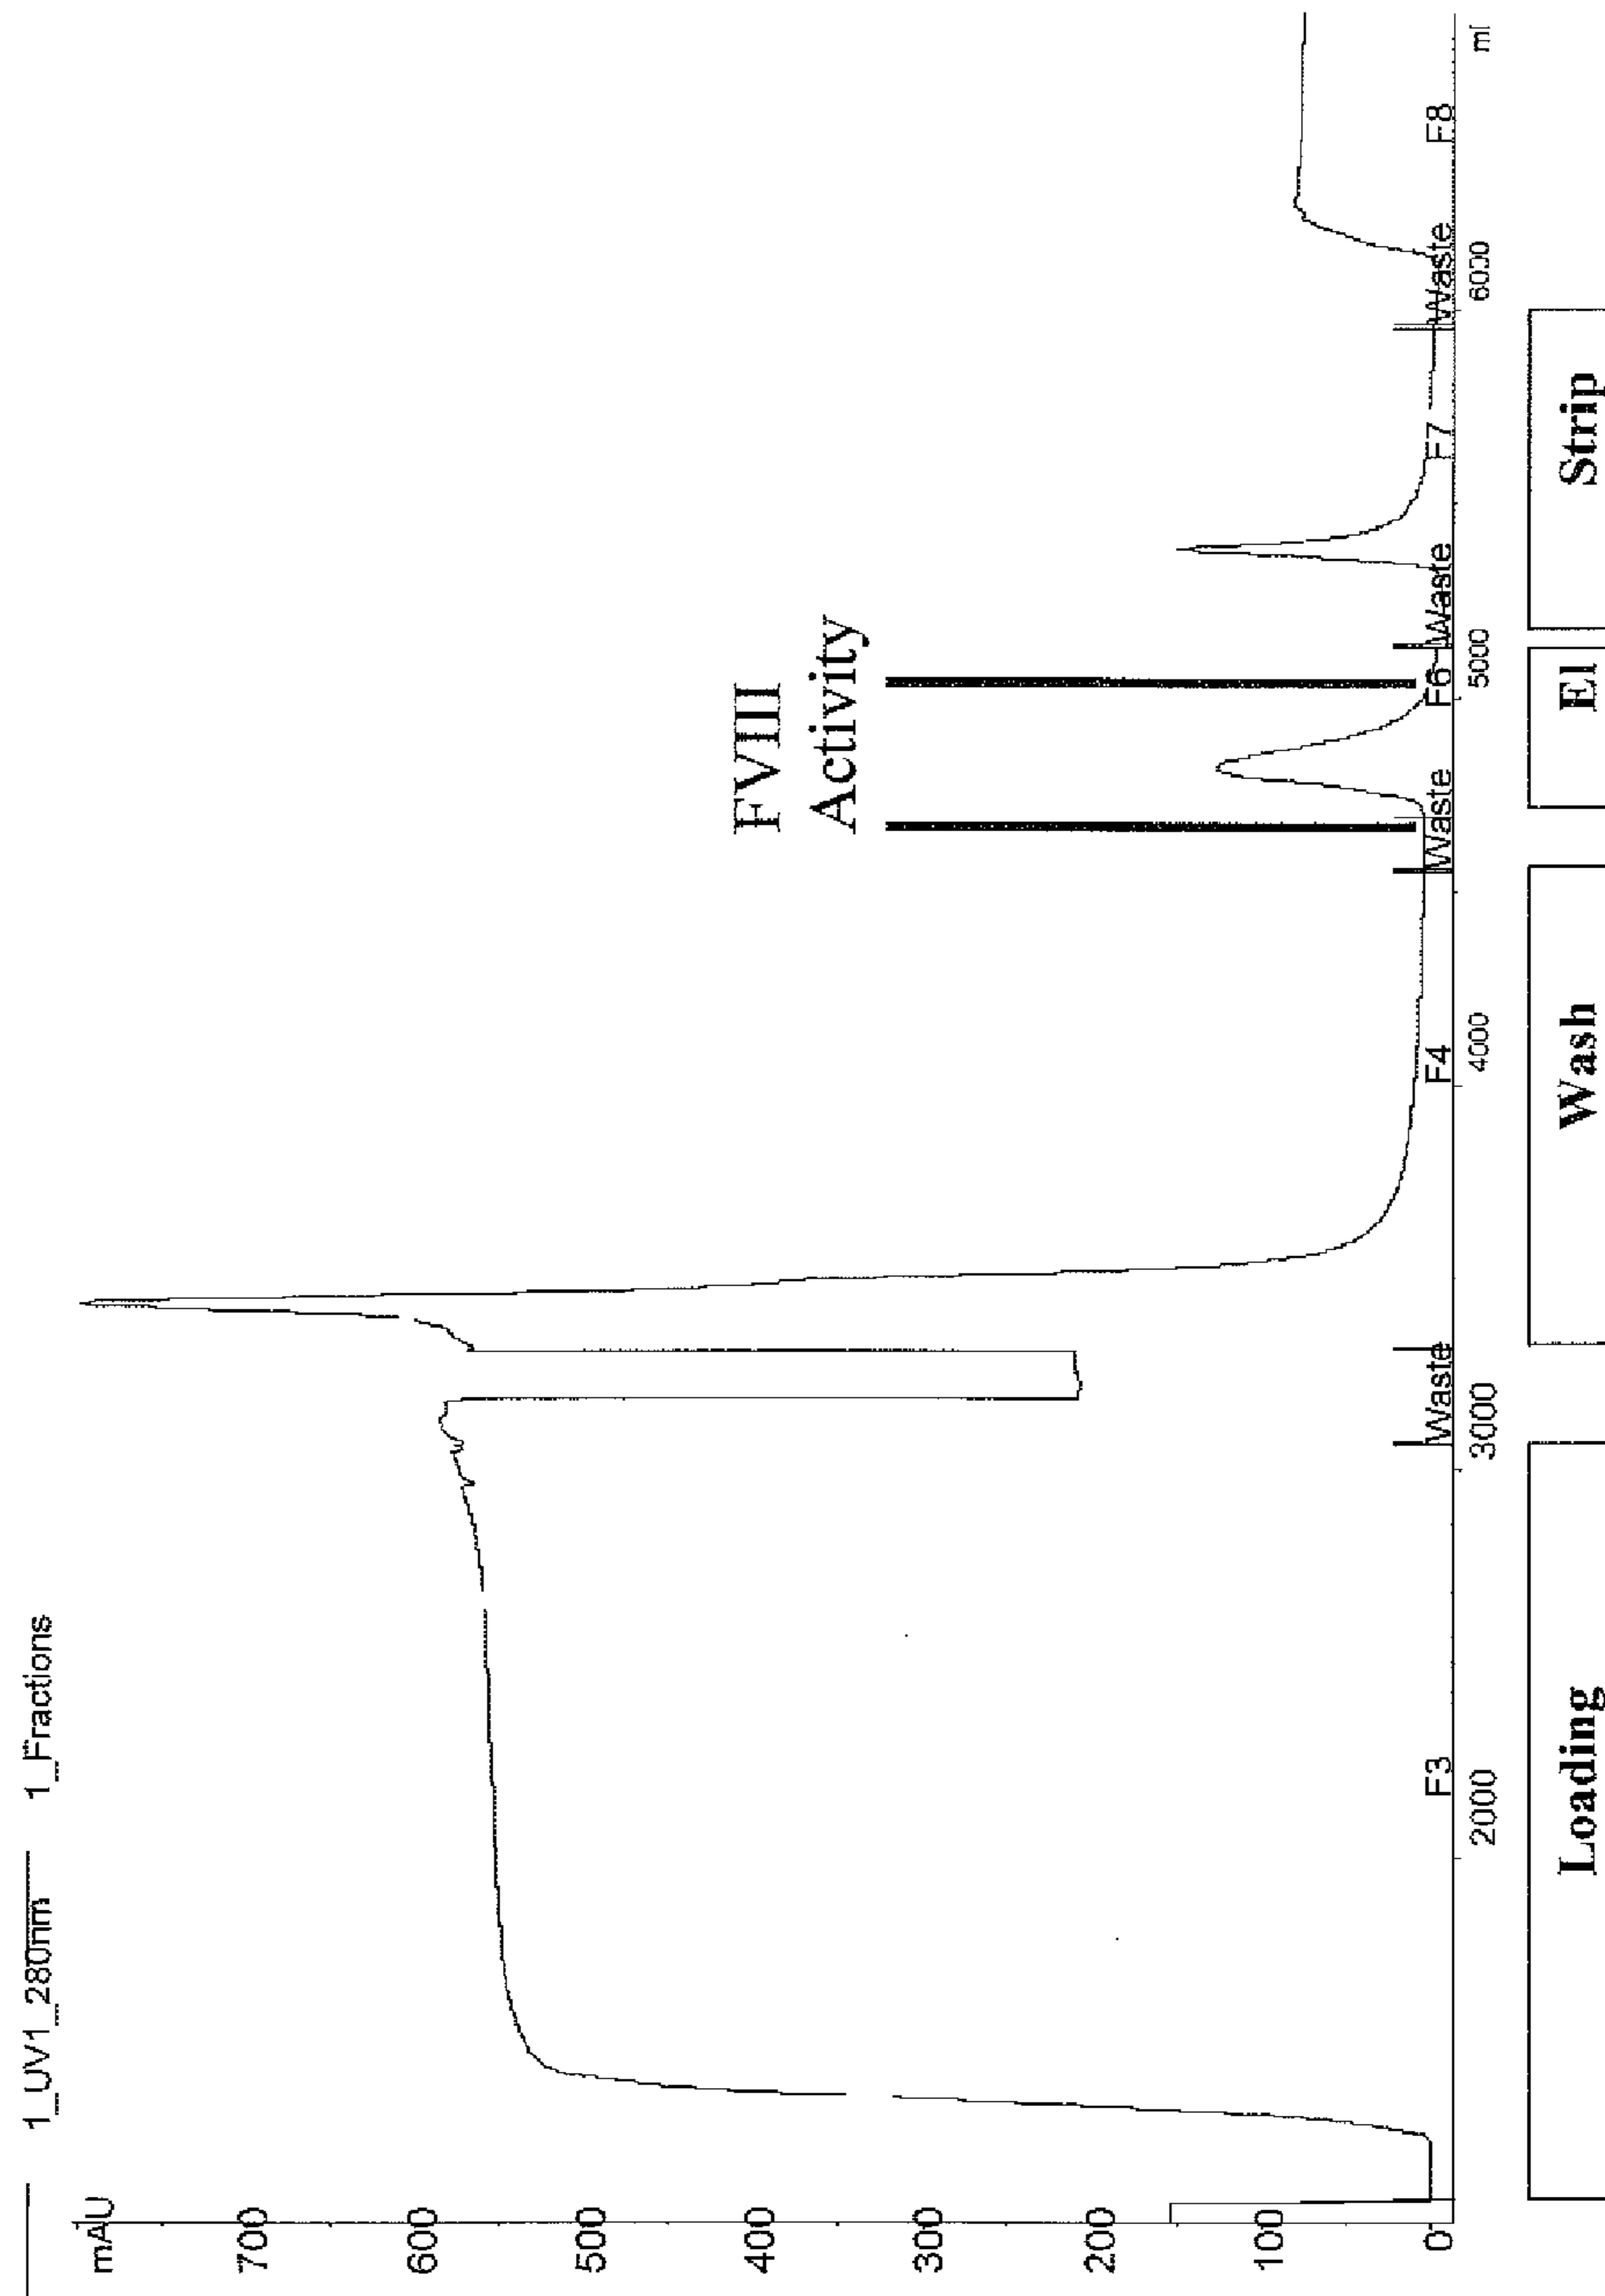 1_UV1_280nm 1_Fractions
mAU
700
600
500
400
300
200
100
0
FVIII
Activity
F3 Waste F4 Waste F6 Waste F7 Waste F8
2000 3000 4000 5000 6000 ml
Loading Wash El Strip